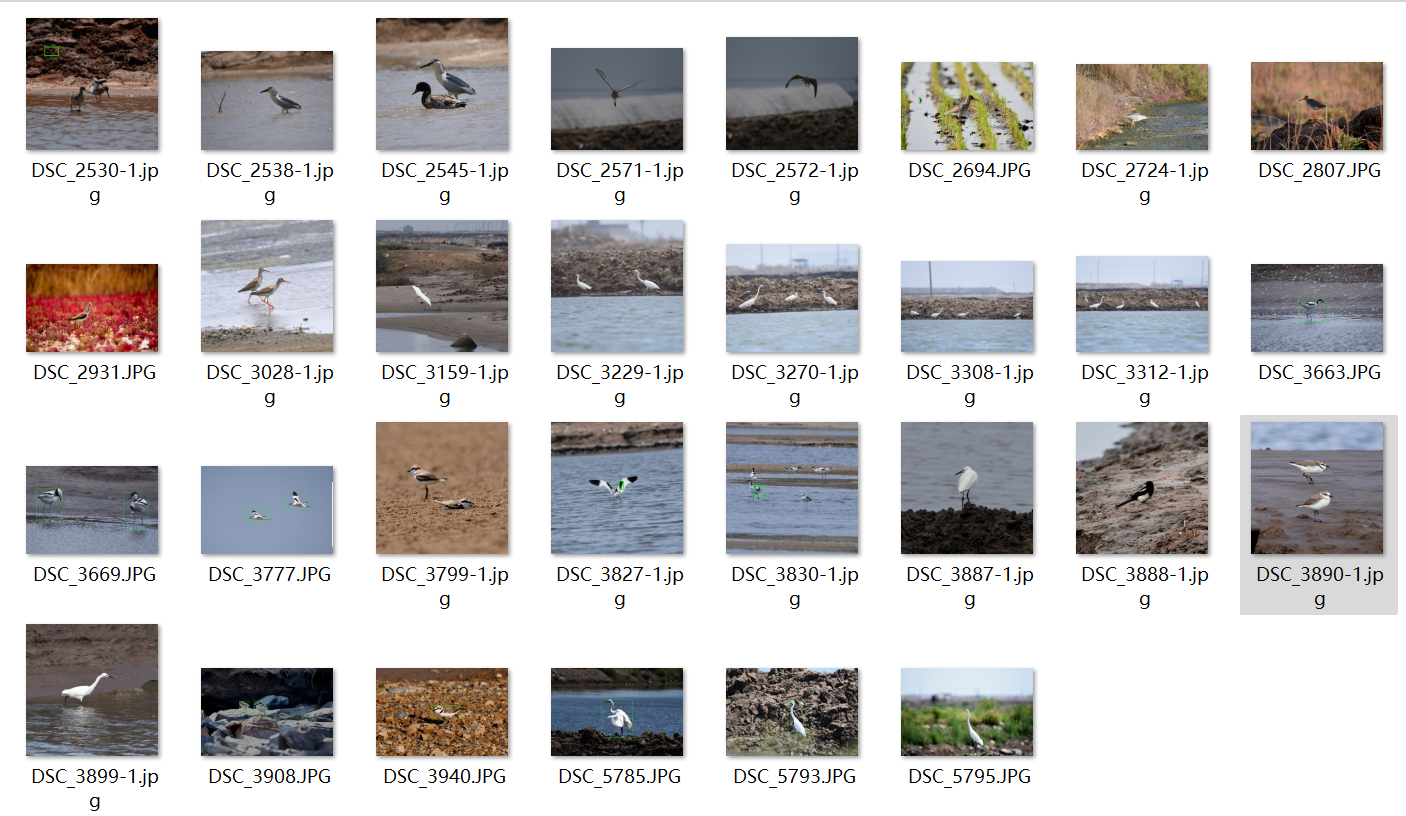 DSC_2530-1.jp
g
DSC_2538-1.jp
g
DSC_2545-1.jp
g
DSC_2571-1.jp
g
DSC_2572-1.jp
g
DSC_2694.JPG
DSC_2724-1.jp
g
DSC_2807.JPG
DSC_2931.JPG
DSC_3028-1.jp
g
DSC_3159-1.jp
g
DSC_3229-1.jp
g
DSC_3270-1.jp
g
DSC_3308-1.jp
g
DSC_3312-1.jp
g
DSC_3663.JPG
DSC_3669.JPG
DSC_3777.JPG
DSC_3799-1.jp
g
DSC_3827-1.jp
g
DSC_3830-1.jp
g
DSC_3887-1.jp
g
DSC_3888-1.jp
g
DSC_3890-1.jp
g
DSC_3899-1.jp
g
DSC_3908.JPG
DSC_3940.JPG
DSC_5785.JPG
DSC_5793.JPG
DSC_5795.JPG